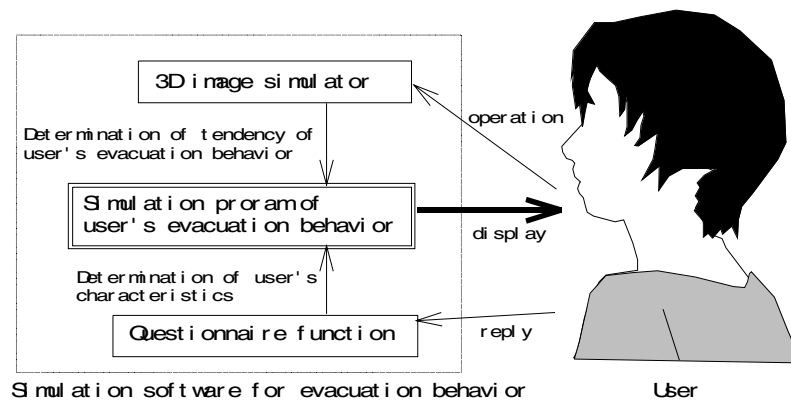 3D image simulator
operation
Determination of tendency of
user's evacuation behavior
Simulation proram of
user's evacuation behavior
display
Determination of user's
characteristics
Questionnaire function
reply
Simulation software for evacuation behavior
User